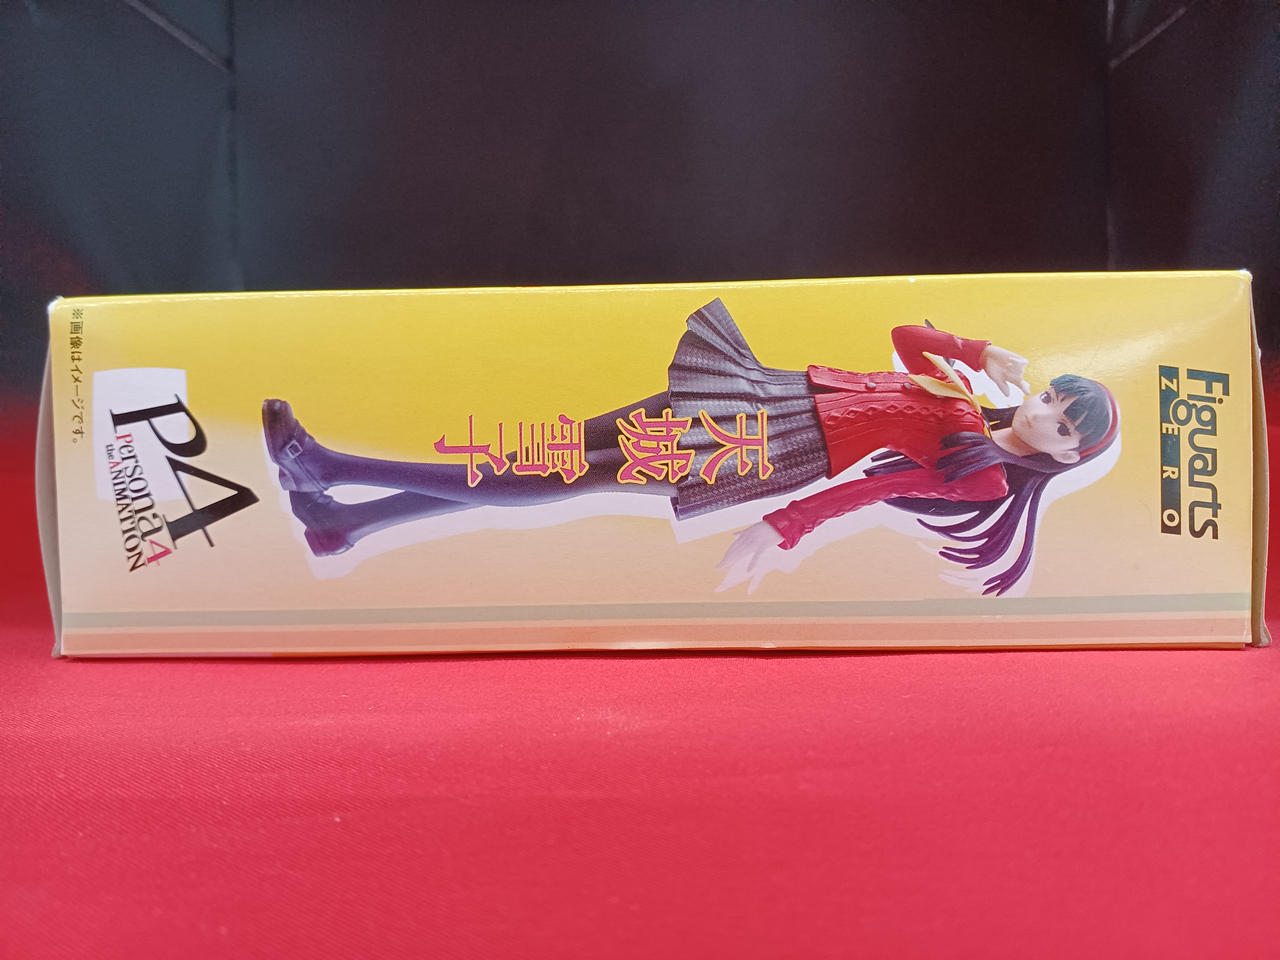 Figuarts
ZERO
天城
雪子
P4
Persona4
the ANIMATION
※画像はイメージです。